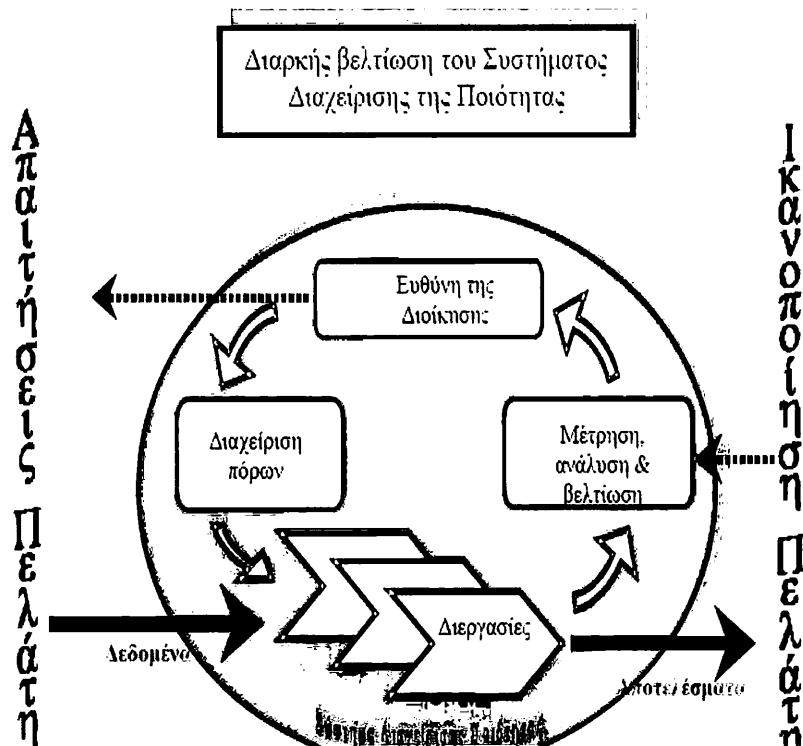 Διαρκής βελτίωση του Συστήματος
Διαχείρισης της Ποιότητας
Απαιτήσεις Πελάτη
Ικανοποίηση Πελάτη
Ευθύνη της
Διοίκησης
Διαχείριση
πόρων
Μέτρηση,
ανάλυση &
βελτίωση
Διεργασίες
Δεδομένα
Αποτελέσματα